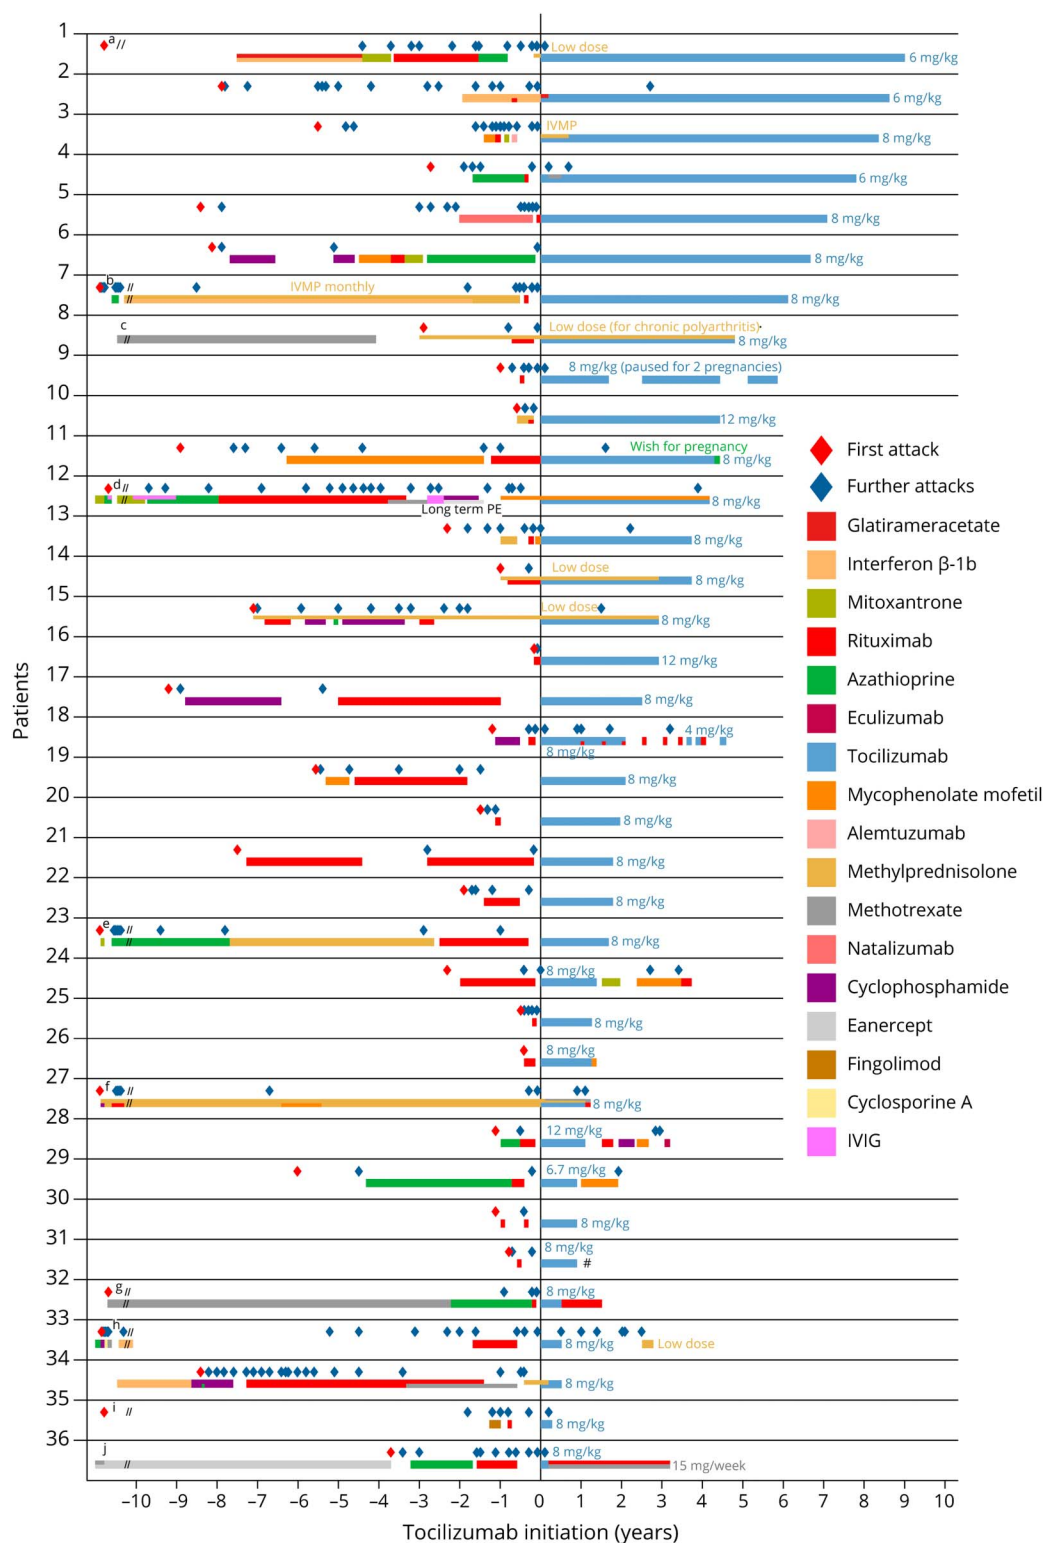 1
a //
Low dose
6 mg/kg
2
6 mg/kg
3
IVMP
8 mg/kg
4
6 mg/kg
5
8 mg/kg
6
8 mg/kg
7
b //
IVMP monthly
//
8 mg/kg
8
c
Low dose (for chronic polyarthritis)
//
8 mg/kg
9
8 mg/kg (paused for 2 pregnancies)
10
12 mg/kg
11
Wish for pregnancy
8 mg/kg
12
d //
//
8 mg/kg
Long term PE
13
8 mg/kg
14
Low dose
8 mg/kg
15
Low dose
8 mg/kg
16
12 mg/kg
17
8 mg/kg
18
4 mg/kg
8 mg/kg
19
8 mg/kg
20
8 mg/kg
21
8 mg/kg
22
8 mg/kg
23
e //
//
8 mg/kg
24
8 mg/kg
25
8 mg/kg
26
8 mg/kg
27
f //
//
8 mg/kg
28
12 mg/kg
29
6.7 mg/kg
30
8 mg/kg
31
8 mg/kg
#
32
g //
8 mg/kg
//
33
h //
//
8 mg/kg
Low dose
34
8 mg/kg
35
i //
8 mg/kg
36
j
8 mg/kg
//
15 mg/week
Patients
–10 –9 –8 –7 –6 –5 –4 –3 –2 –1 0 1 2 3 4 5 6 7 8 9 10
Tocilizumab initiation (years)
First attack
Further attacks
Glatirameracetate
Interferon β-1b
Mitoxantrone
Rituximab
Azathioprine
Eculizumab
Tocilizumab
Mycophenolate mofetil
Alemtuzumab
Methylprednisolone
Methotrexate
Natalizumab
Cyclophosphamide
Eanercept
Fingolimod
Cyclosporine A
IVIG